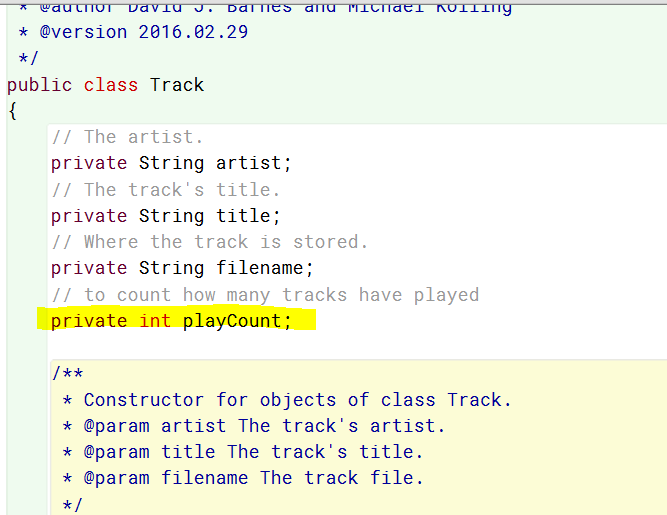 * @author David J. Barnes and Michael Kölling
* @version 2016.02.29
*/
public class Track
{
// The artist.
private String artist;
// The track's title.
private String title;
// Where the track is stored.
private String filename;
// to count how many tracks have played
private int playCount;
/**
* Constructor for objects of class Track.
* @param artist The track's artist.
* @param title The track's title.
* @param filename The track file.
*/